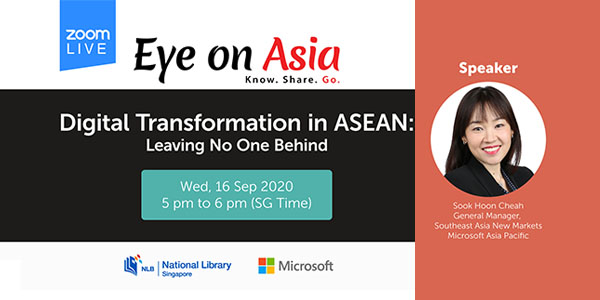 zoom
LIVE
Eye on Asia
Know. Share. Go.
Digital Transformation in ASEAN:
Leaving No One Behind
Wed, 16 Sep 2020
5 pm to 6 pm (SG Time)
NLB National Library
Singapore
Microsoft
Speaker
Sook Hoon Cheah
General Manager,
Southeast Asia New Markets
Microsoft Asia Pacific